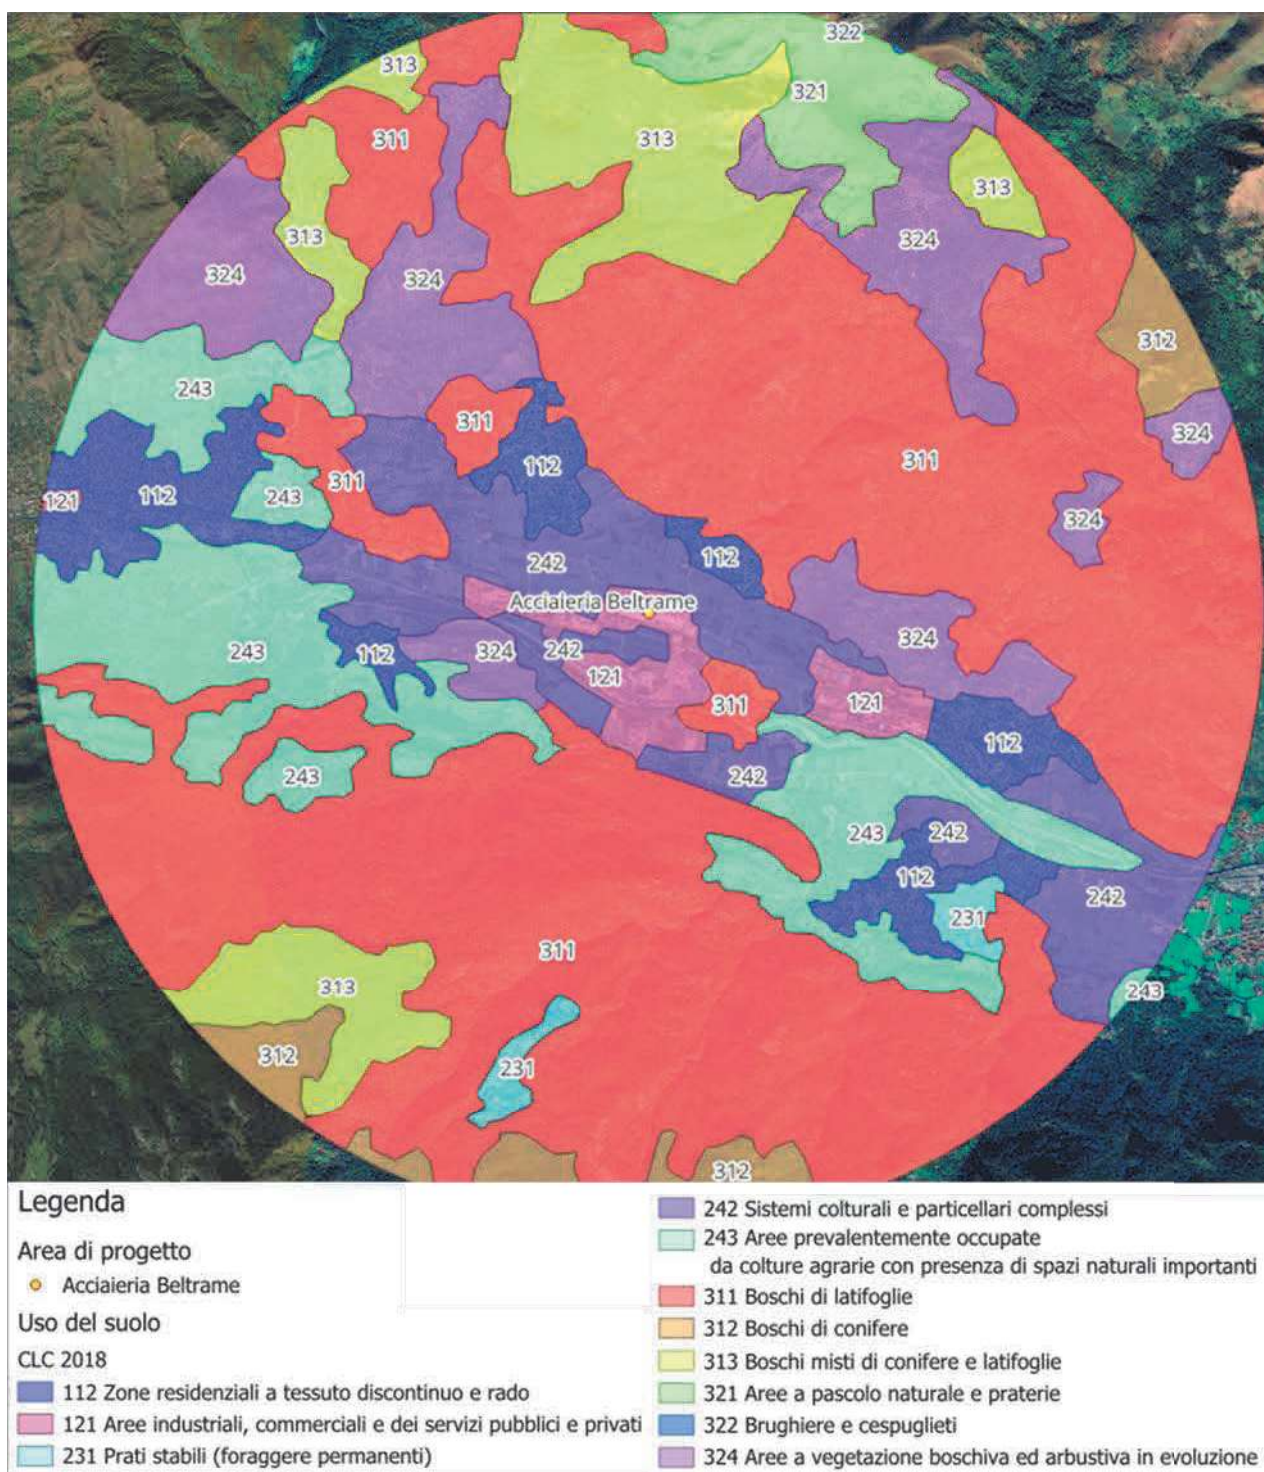 322
313
321
311
313
313
313
324
324
324
312
243
311
324
311
112
311
112
243
121
324
242
112
Acciaieria Beltrame
324
243
112
324
242
121
311
121
112
243
242
243
242
112
242
231
311
313
243
312
231
312
Legenda
Area di progetto
Acciaieria Beltrame
Uso del suolo
CLC 2018
112 Zone residenziali a tessuto discontinuo e rado
121 Aree industriali, commerciali e dei servizi pubblici e privati
231 Prati stabili (foraggere permanenti)
242 Sistemi colturali e particellari complessi
243 Aree prevalentemente occupate
da colture agrarie con presenza di spazi naturali importanti
311 Boschi di latifoglie
312 Boschi di conifere
313 Boschi misti di conifere e latifoglie
321 Aree a pascolo naturale e praterie
322 Brughiere e cespuglieti
324 Aree a vegetazione boschiva ed arbustiva in evoluzione